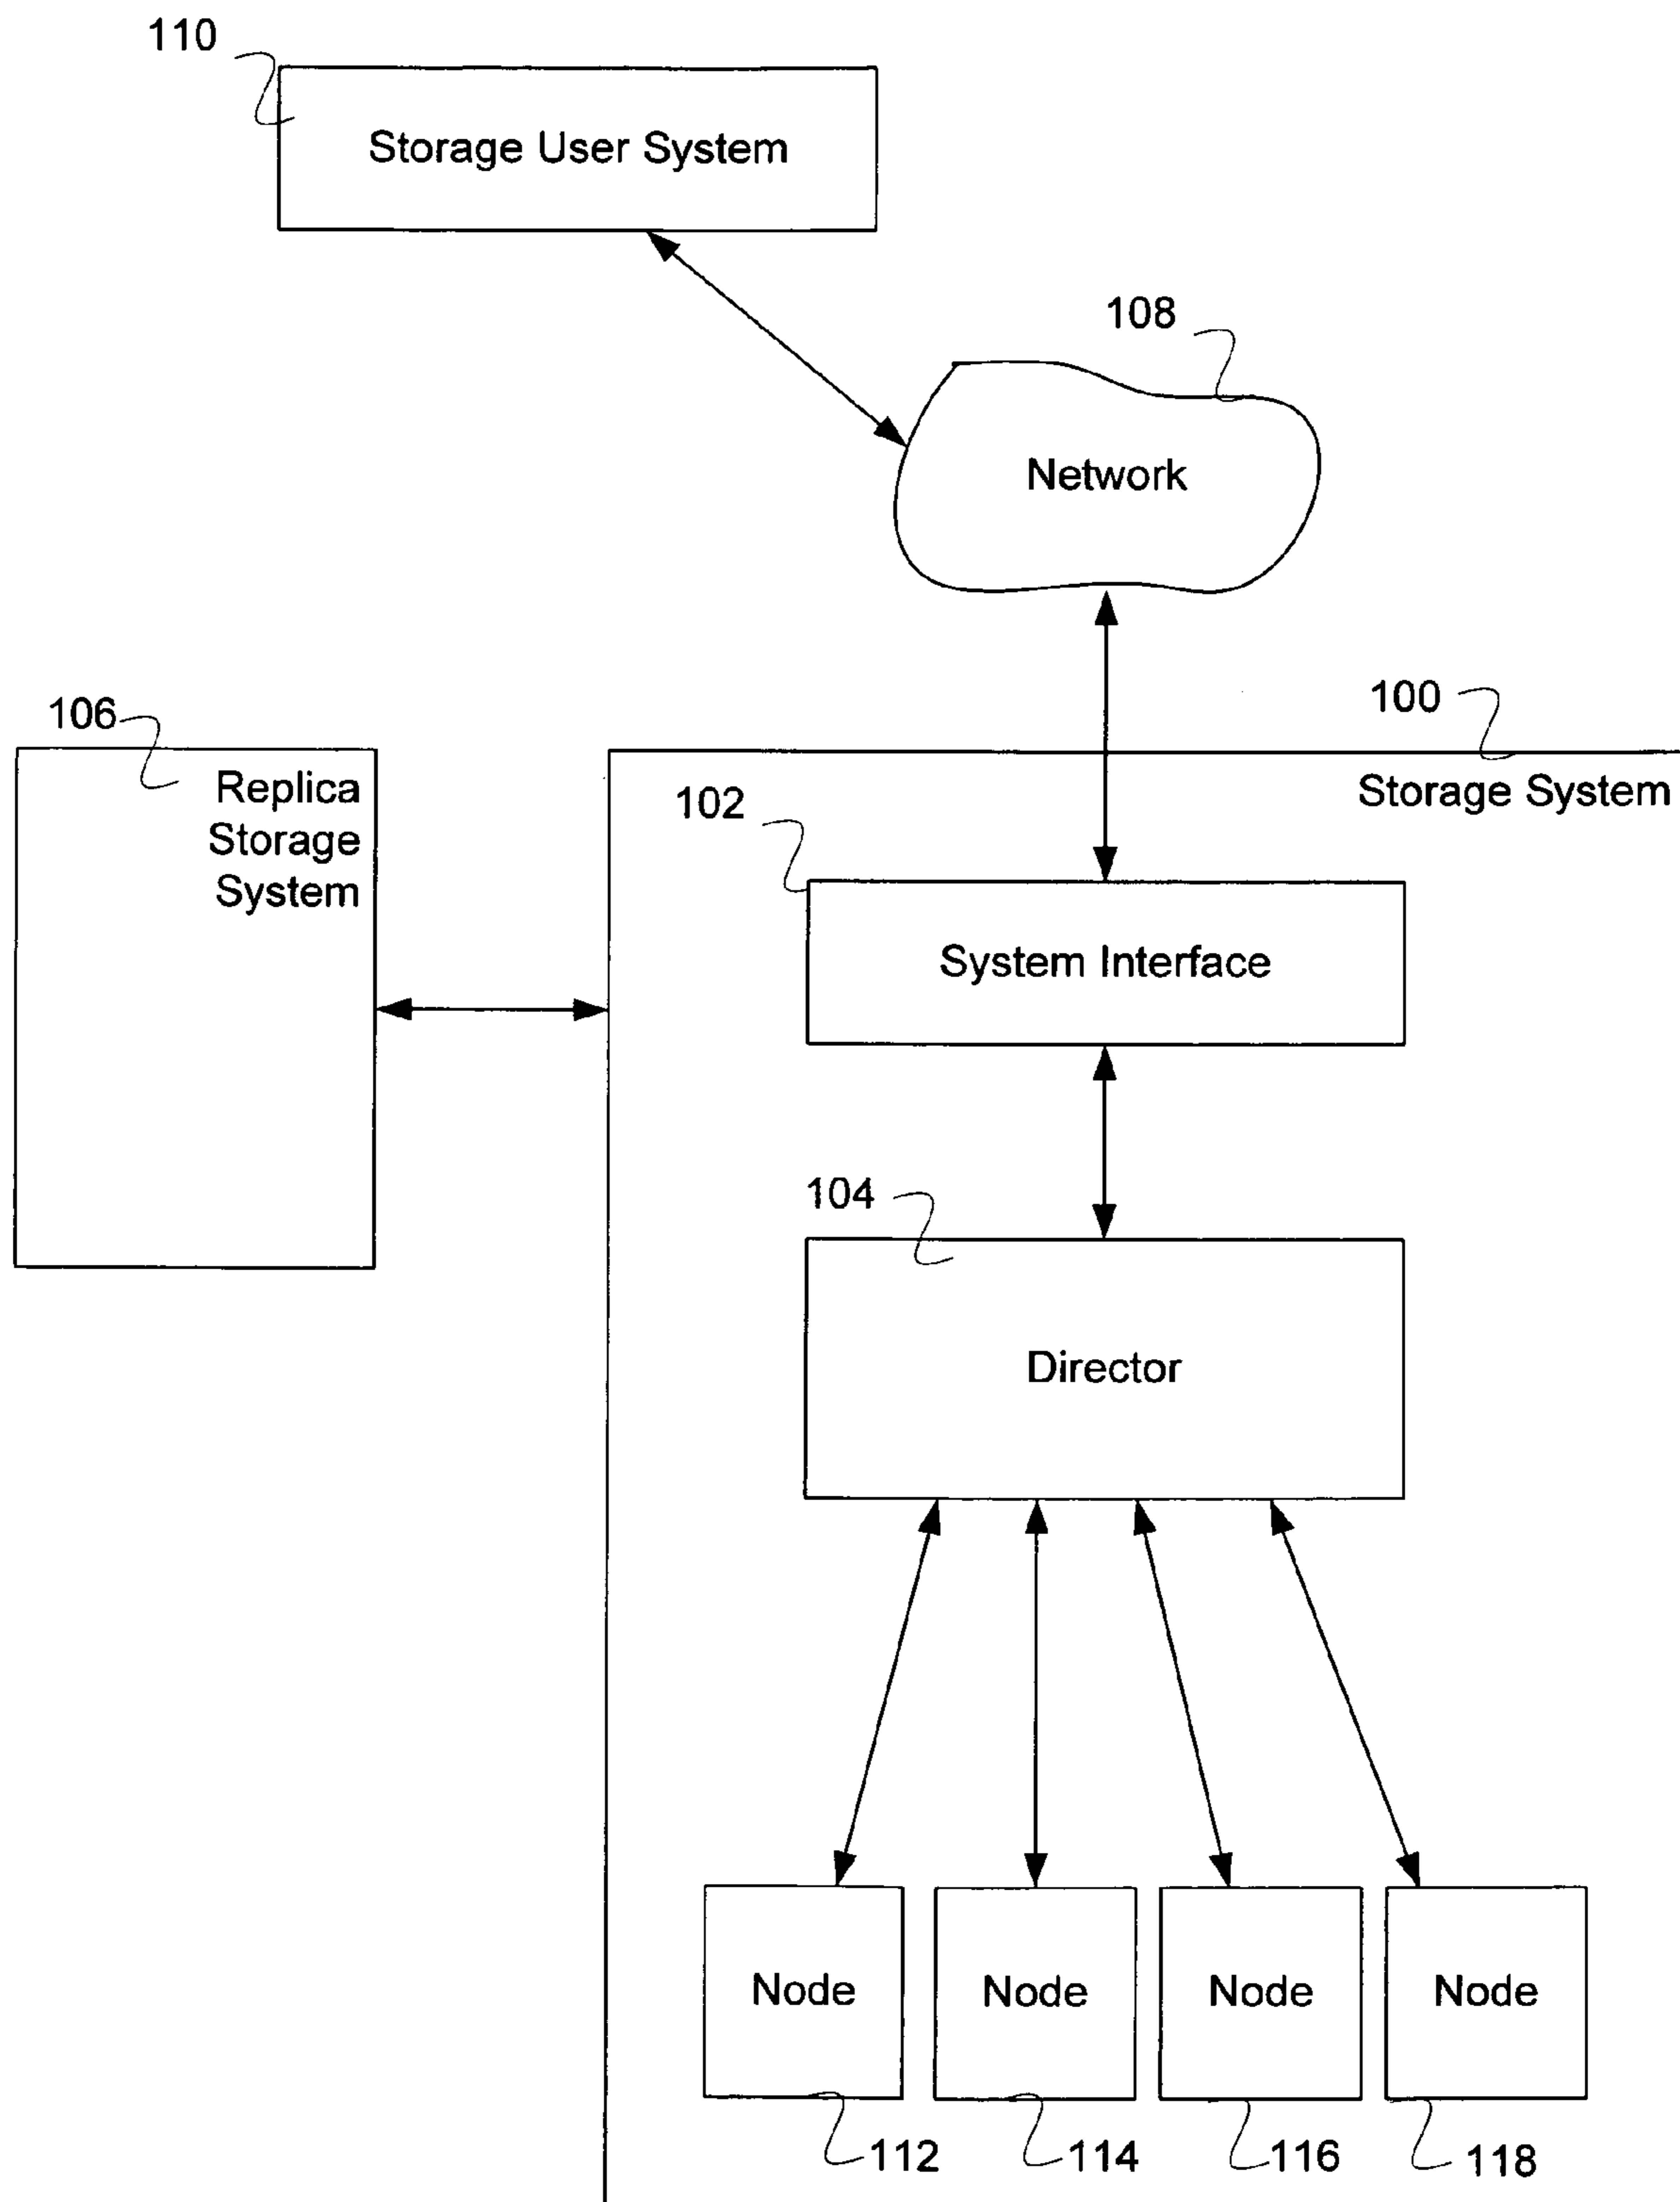 110
Storage User System
108
Network
100
Storage System
106
Replica
Storage
System
102
System Interface
104
Director
Node
Node
Node
Node
112
114
116
118